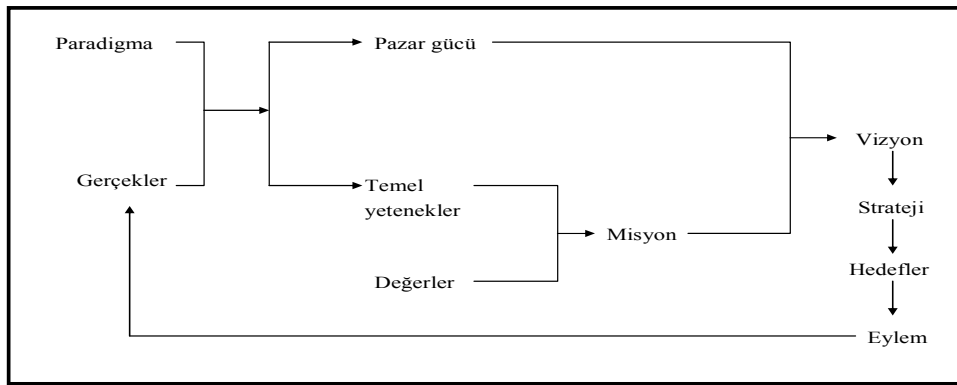 Paradigma
Pazar gücü
Vizyon
Gerçekler
Temel
yetenekler
Strateji
Misyon
Hedefler
Değerler
Eylem